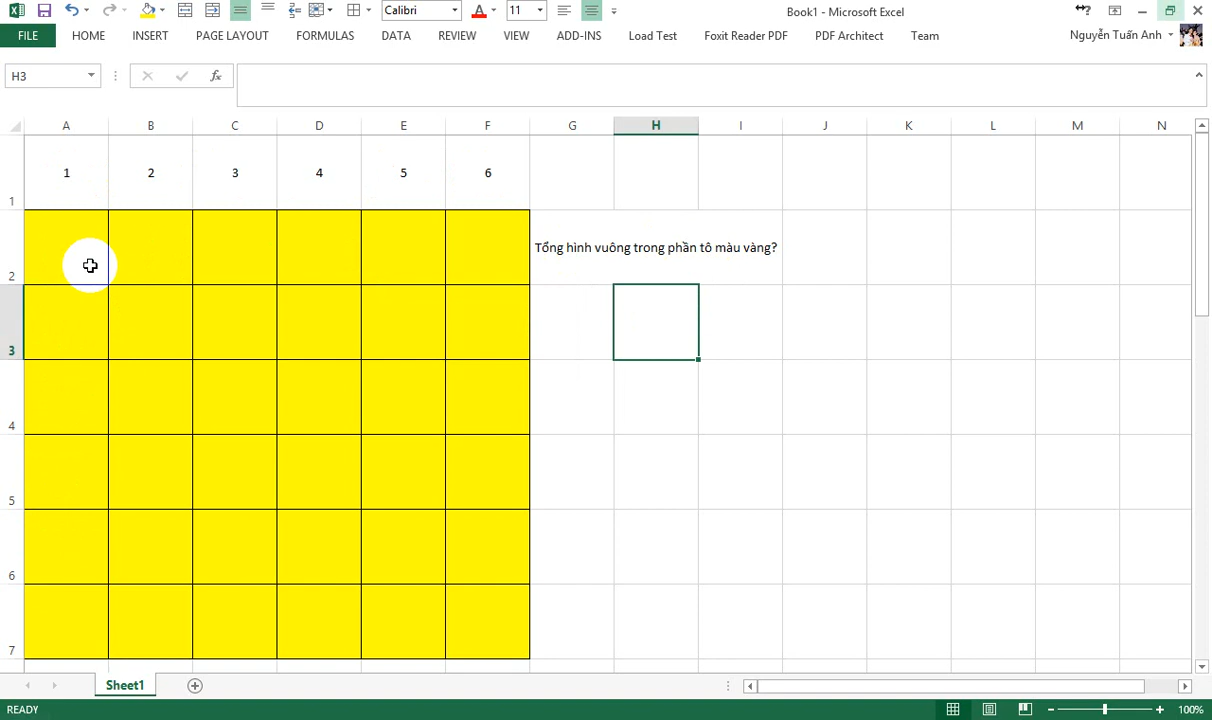 Calibri 11 Book1 - Microsoft Excel
FILE HOME INSERT PAGE LAYOUT FORMULAS DATA REVIEW VIEW ADD-INS Load Test Foxit Reader PDF PDF Architect Team Nguyễn Tuấn Anh
H3 fx
A B C D E F G H I J K L M N
1 2 3 4 5 6
1
Tổng hình vuông trong phần tô màu vàng?
2
3
4
5
6
7
Sheet1
READY 100%